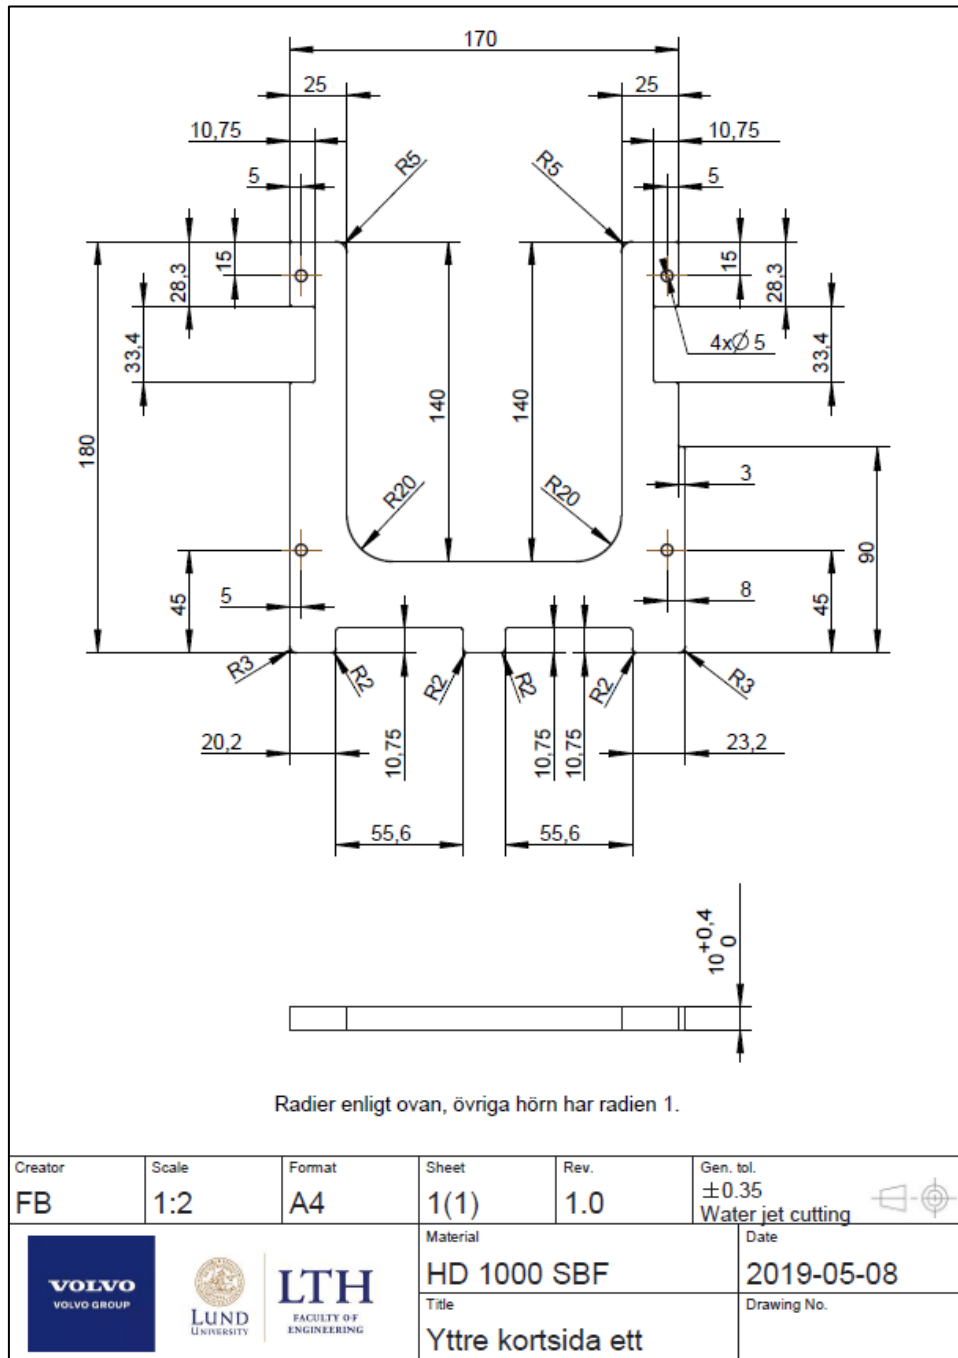 170
25 25
10,75 10,75
5 5
R5 R5
15 15
28,3 28,3
33,4 33,4
4xØ 5
140 140
180
R20 R20
3
90
45 5 8 45
R3 R2 R2 R2 R2 R3
20,2 10,75 10,75 10,75 23,2
55,6 55,6
10 +0,4 0
Radier enligt ovan, övriga hörn har radien 1.
Creator Scale Format Sheet Rev. Gen. tol.
FB 1:2 A4 1(1) 1.0 ±0.35
Water jet cutting
Material Date
HD 1000 SBF 2019-05-08
Title Drawing No.
Yttre kortsida ett
VOLVO
VOLVO GROUP
LUND
UNIVERSITY
LTH
FACULTY OF
ENGINEERING